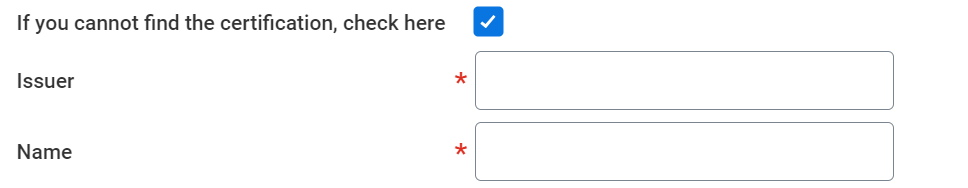 If you cannot find the certification, check here
Issuer *
Name *